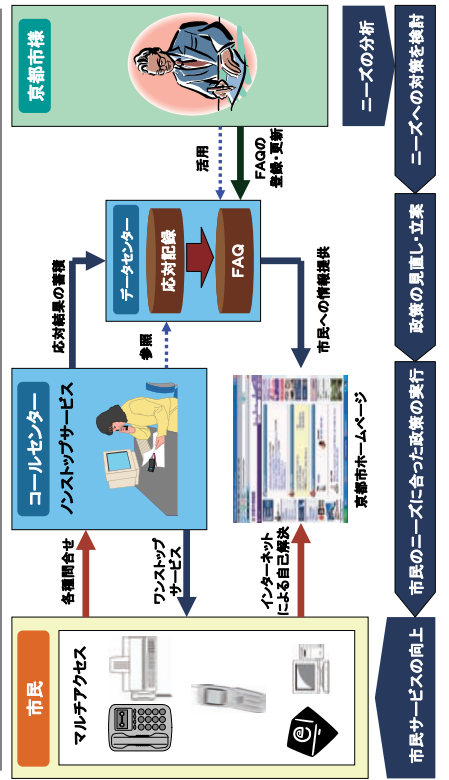 市民
マルチアクセス
各種問合せ
ワンストップ
サービス
インターネット
による自己解決
コールセンター
ノンストップサービス
応対結果の蓄積
参照
京都市ホームページ
データセンター
応対記録
FAQ
市民への情報提供
活用
FAQの
登録・更新
京都市様
市民サービスの向上
市民のニーズに合った政策の実行
政策の見直し・立案
ニーズへの対策を検討
ニーズの分析